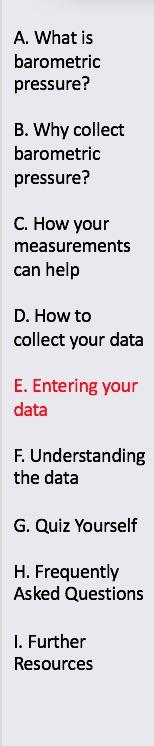 A. What is
barometric
pressure?
B. Why collect
barometric
pressure?
C. How your
measurements
can help
D. How to
collect your data
E. Entering your
data
F. Understanding
the data
G. Quiz Yourself
H. Frequently
Asked Questions
I. Further
Resources